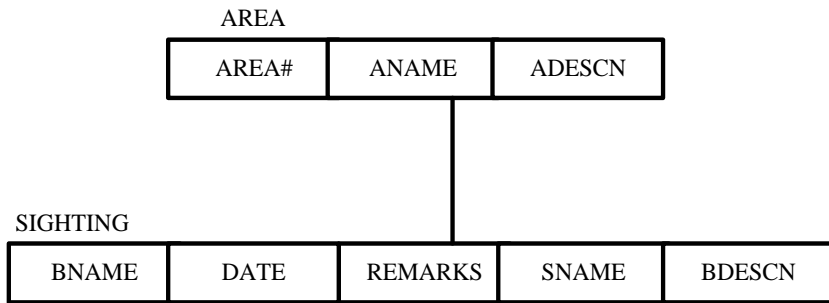 AREA
AREA# ANAME ADESCN
SIGHTING
BNAME DATE REMARKS SNAME BDESCN